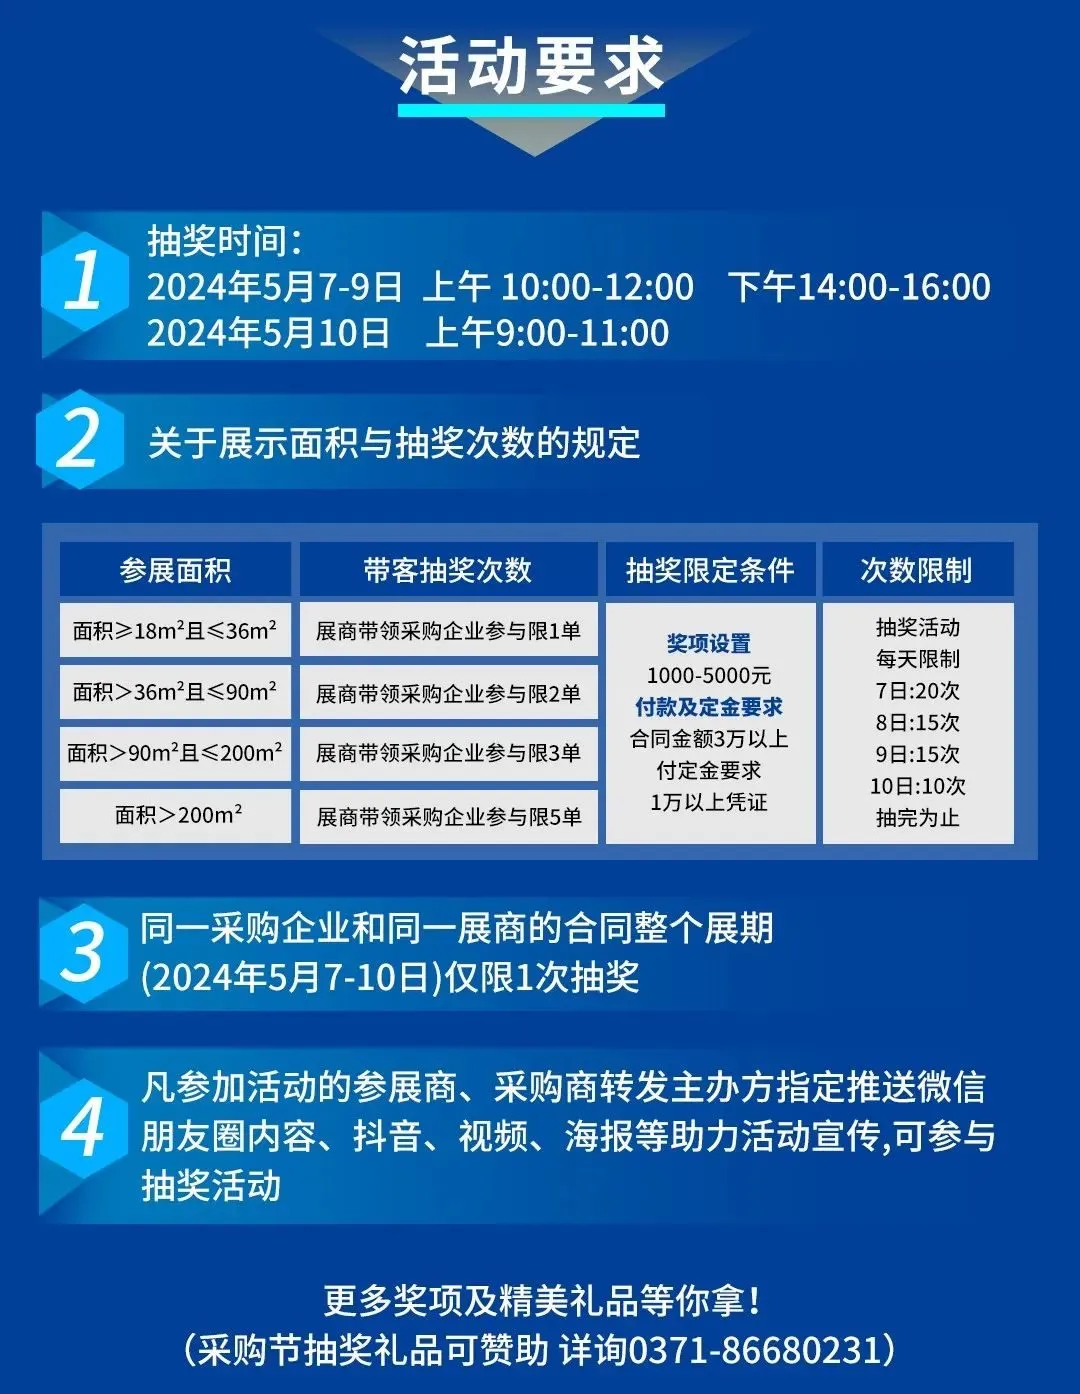 活动要求
1
抽奖时间：
2024年5月7-9日 上午 10:00-12:00 下午14:00-16:00
2024年5月10日 上午9:00-11:00
2
关于展示面积与抽奖次数的规定
参展面积 带客抽奖次数 抽奖限定条件 次数限制
面积≥18m²且≤36m² 展商带领采购企业参与限1单
面积＞36m²且≤90m² 展商带领采购企业参与限2单
面积＞90m²且≤200m² 展商带领采购企业参与限3单
面积＞200m² 展商带领采购企业参与限5单
奖项设置
1000-5000元
付款及定金要求
合同金额3万以上
付定金要求
1万以上凭证
抽奖活动
每天限制
7日:20次
8日:15次
9日:15次
10日:10次
抽完为止
3
同一采购企业和同一展商的合同整个展期
(2024年5月7-10日)仅限1次抽奖
4
凡参加活动的参展商、采购商转发主办方指定推送微信
朋友圈内容、抖音、视频、海报等助力活动宣传,可参与
抽奖活动
更多奖项及精美礼品等你拿！
（采购节抽奖礼品可赞助 详询0371-86680231）